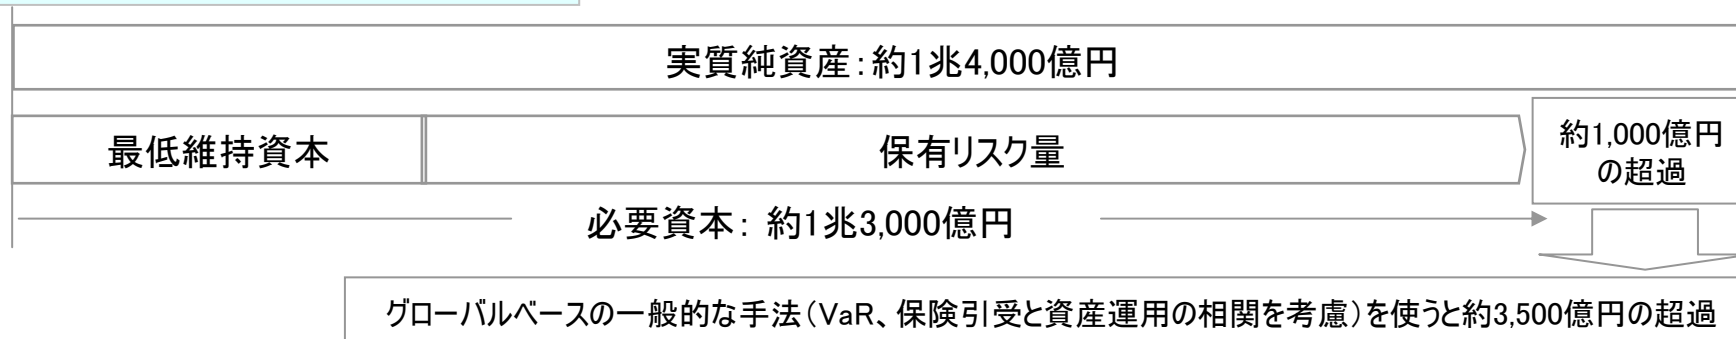 実質純資産：約1兆4,000億円
最低維持資本
保有リスク量
約1,000億円
の超過
必要資本： 約1兆3,000億円
グローバルベースの一般的な手法（VaR、保険引受と資産運用の相関を考慮）を使うと約3,500億円の超過